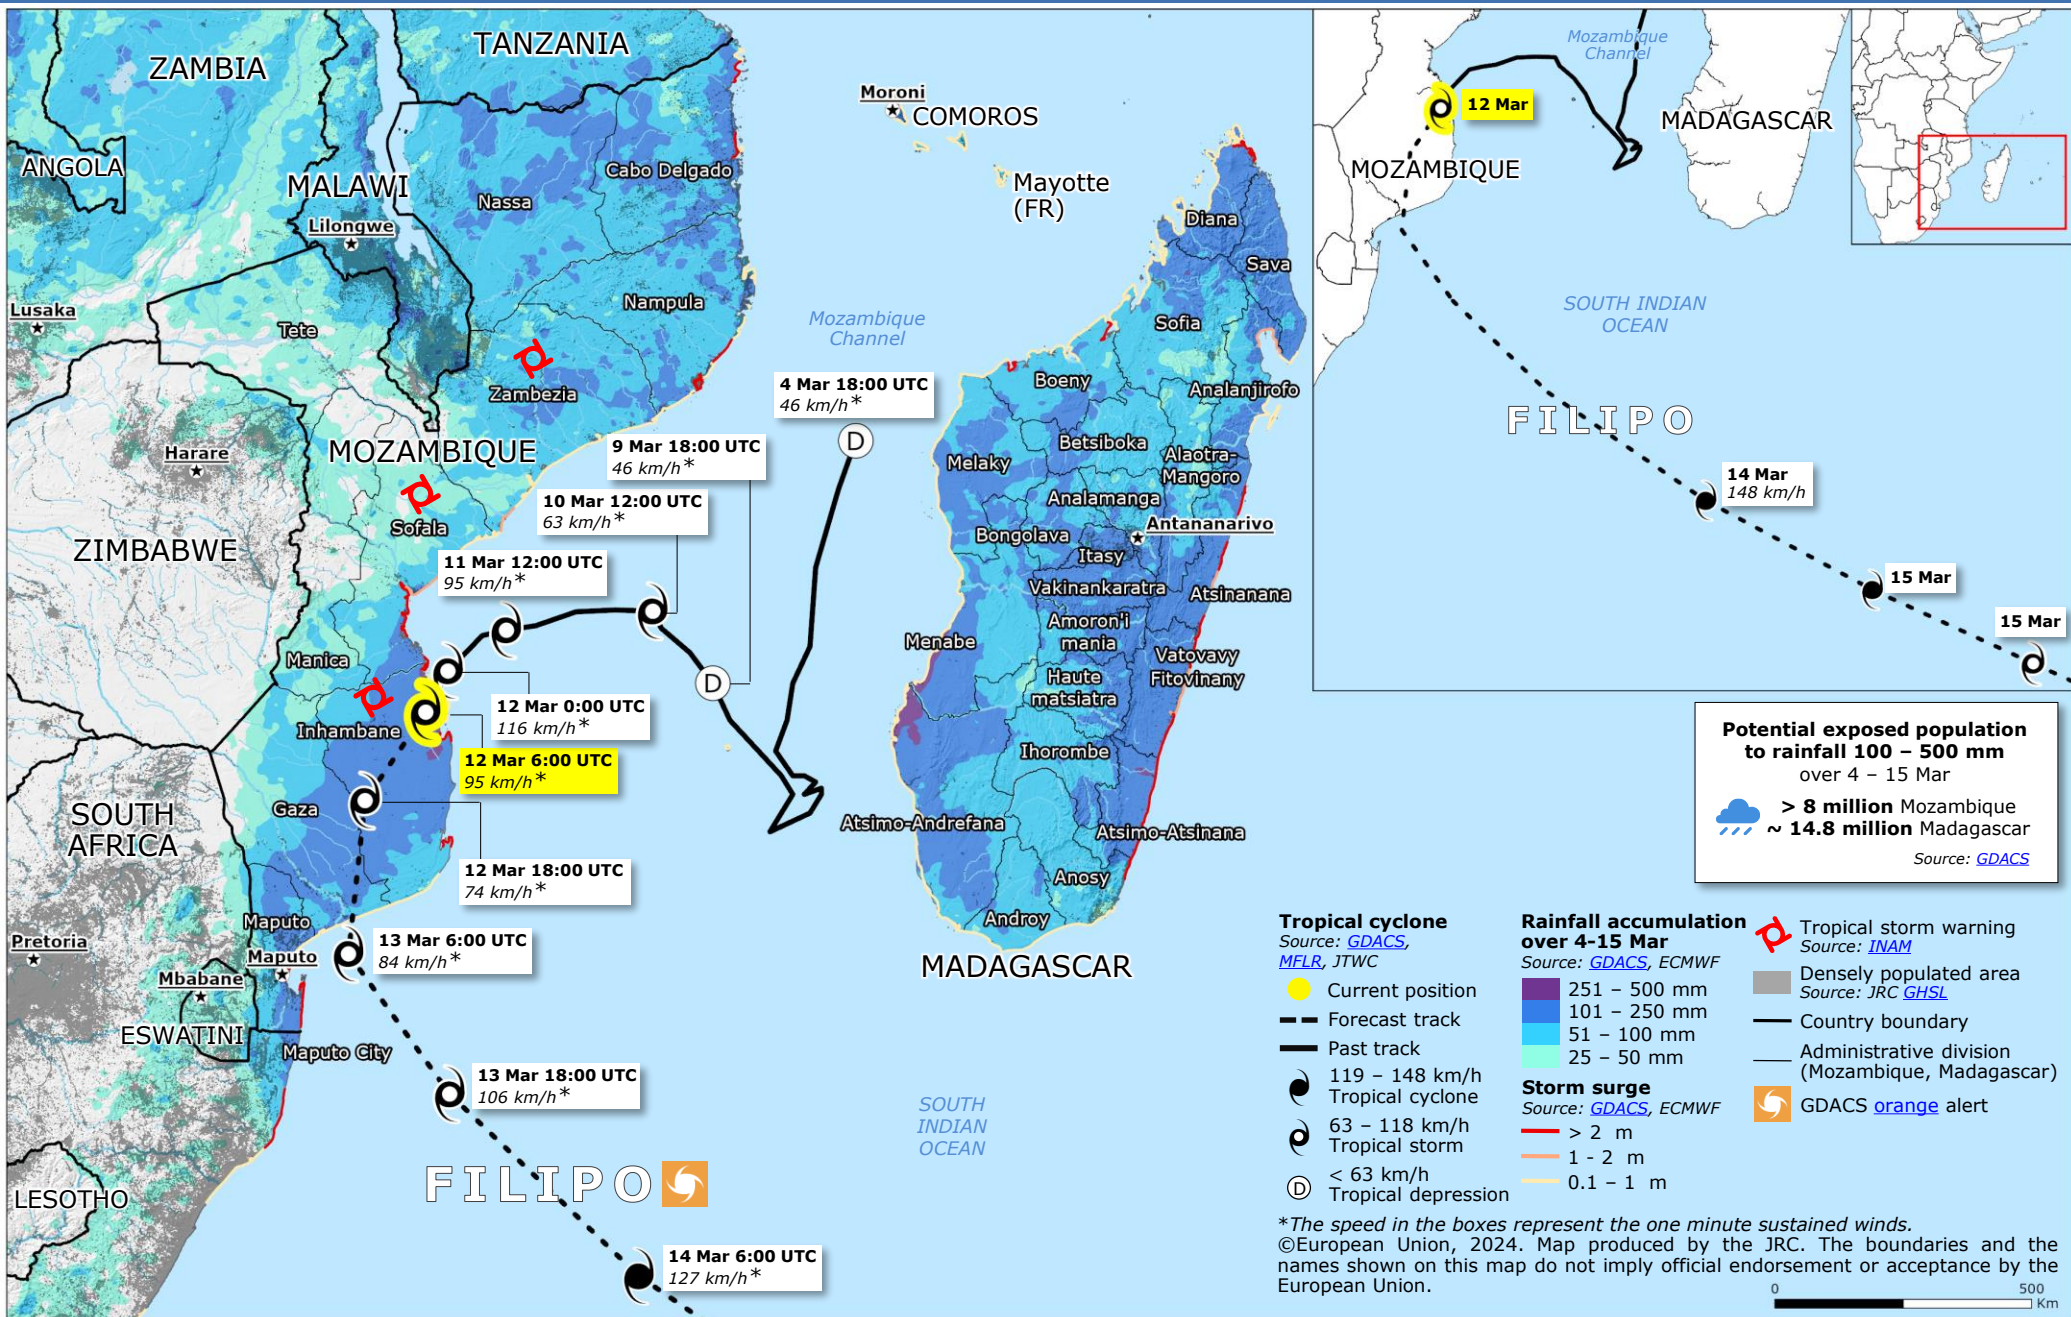 TANZANIA
ZAMBIA
ANGOLA
MALAWI
Lilongwe
Nassa
Cabo Delgado
Moroni
COMOROS
Mayotte
(FR)
Diana
Sava
Nampula
Lusaka
Tete
Mozambique
Channel
Sofia
Zambezia
4 Mar 18:00 UTC
46 km/h*
D
Boeny
Analanjirofo
Harare
MOZAMBIQUE
9 Mar 18:00 UTC
46 km/h*
Betsiboka
Melaky
Alaotra-
Mangoro
10 Mar 12:00 UTC
63 km/h*
Analamanga
Antananarivo
Sofala
ZIMBABWE
Bongolava
Itasy
11 Mar 12:00 UTC
95 km/h*
Vakinankaratra
Atsinanana
Amoron'i
mania
Menabe
Manica
Vatovavy
Fitovinany
D
Haute
matsiatra
12 Mar 0:00 UTC
116 km/h*
Inhambane
Ihorombe
12 Mar 6:00 UTC
95 km/h*
Gaza
SOUTH
AFRICA
Atsimo-Andrefana
Atsimo-Atsinana
12 Mar 18:00 UTC
74 km/h*
Anosy
Androy
Maputo
Pretoria
Maputo
13 Mar 6:00 UTC
84 km/h*
MADAGASCAR
Mbabane
ESWATINI
Maputo City
13 Mar 18:00 UTC
106 km/h*
SOUTH
INDIAN
OCEAN
FILIPO
LESOTHO
14 Mar 6:00 UTC
127 km/h*
Mozambique
Channel
12 Mar
MADAGASCAR
MOZAMBIQUE
SOUTH INDIAN
OCEAN
FILIPO
14 Mar
148 km/h
15 Mar
15 Mar
Potential exposed population
to rainfall 100 – 500 mm
over 4 – 15 Mar
> 8 million Mozambique
~ 14.8 million Madagascar
Source: GDACS
Tropical cyclone
Source: GDACS,
MFLR, JTWC
Current position
Forecast track
Past track
119 – 148 km/h
Tropical cyclone
63 – 118 km/h
Tropical storm
D
< 63 km/h
Tropical depression
Rainfall accumulation
over 4-15 Mar
Source: GDACS, ECMWF
251 – 500 mm
101 – 250 mm
51 – 100 mm
25 – 50 mm
Storm surge
Source: GDACS, ECMWF
> 2 m
1 - 2 m
0.1 – 1 m
Tropical storm warning
Source: INAM
Densely populated area
Source: JRC GHSL
Country boundary
Administrative division
(Mozambique, Madagascar)
GDACS orange alert
*The speed in the boxes represent the one minute sustained winds.
©European Union, 2024. Map produced by the JRC. The boundaries and the
names shown on this map do not imply official endorsement or acceptance by the
European Union.
0 500
Km